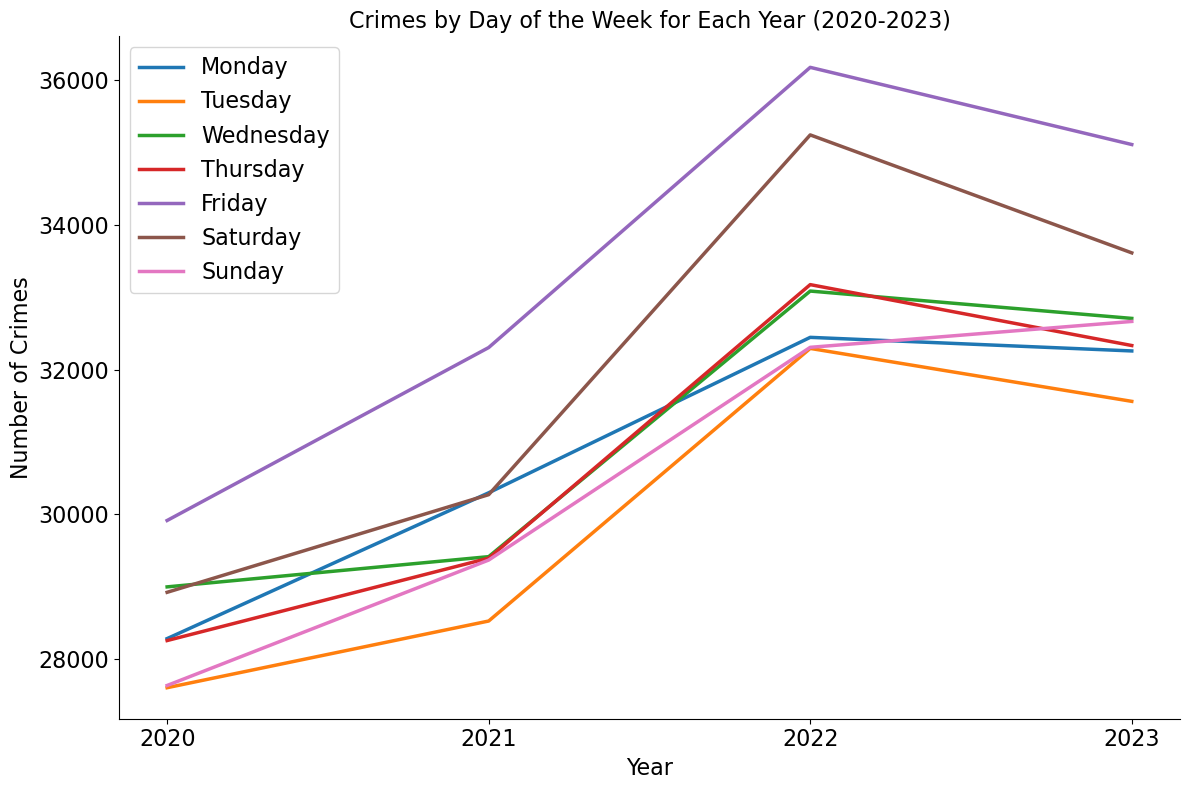 Crimes by Day of the Week for Each Year (2020-2023)
Monday
Tuesday
Wednesday
Thursday
Friday
Saturday
Sunday
36000
34000
32000
30000
28000
Number of Crimes
2020 2021 2022 2023
Year